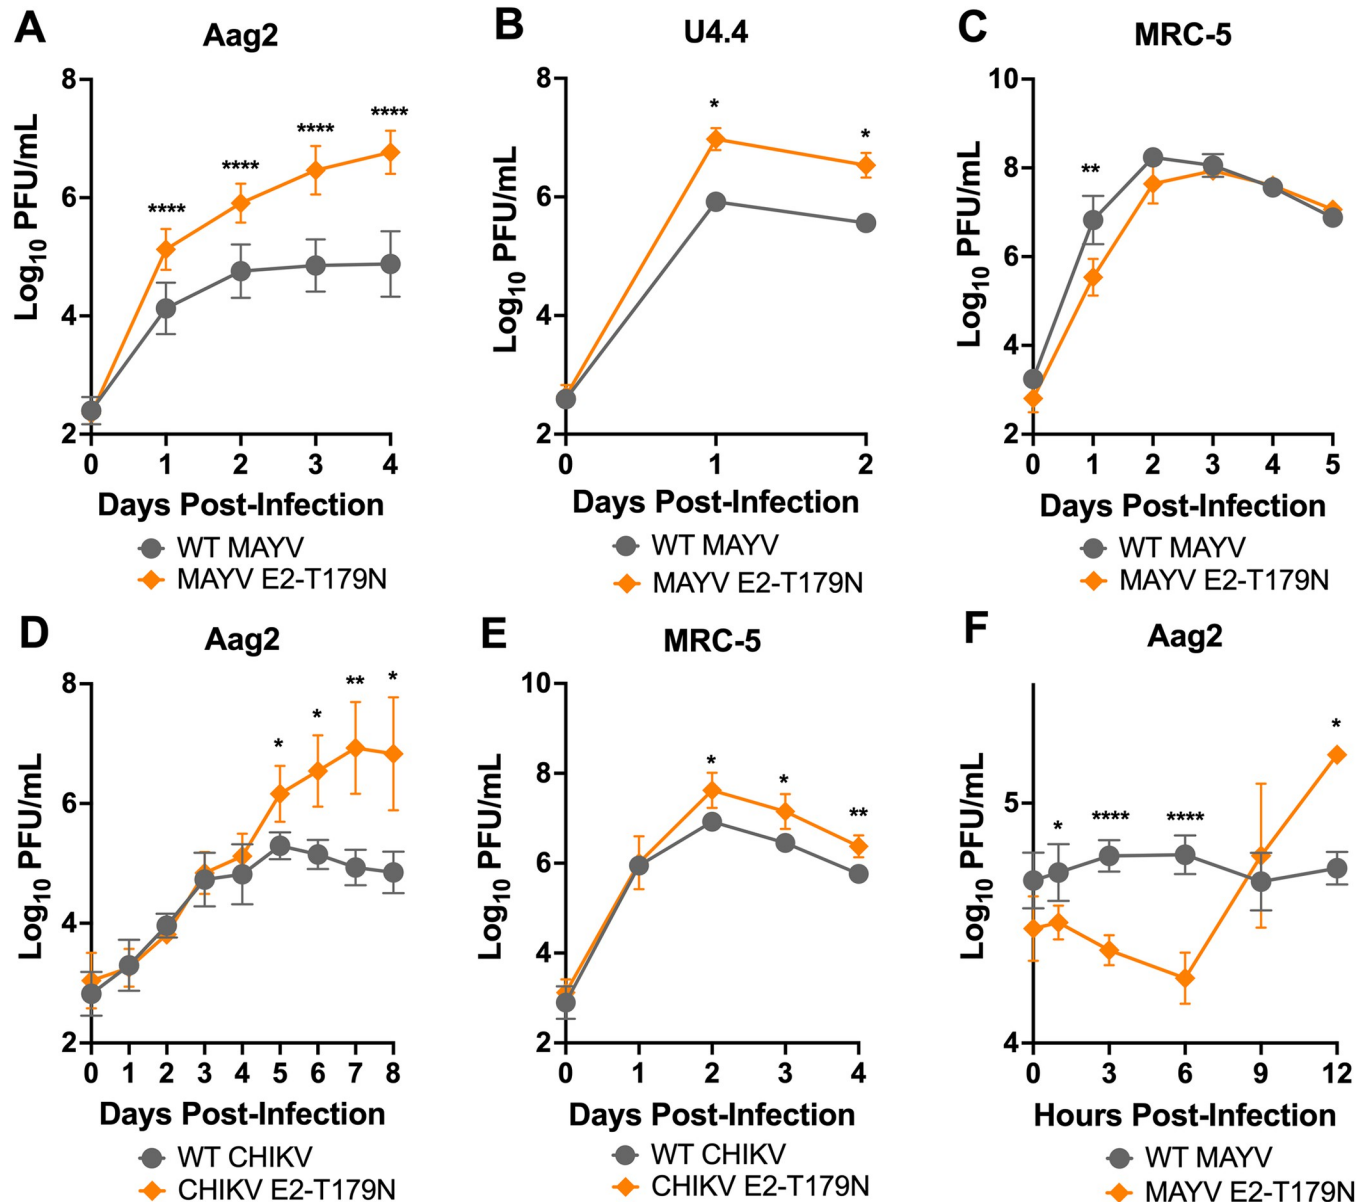 A
Aag2
Log10 PFU/mL
8
6
4
2
**** **** **** ****
0 1 2 3 4
Days Post-Infection
WT MAYV
MAYV E2-T179N
B
U4.4
Log10 PFU/mL
8
6
4
2
* *
0 1 2
Days Post-Infection
WT MAYV
MAYV E2-T179N
C
MRC-5
Log10 PFU/mL
10
8
6
4
2
**
0 1 2 3 4 5
Days Post-Infection
WT MAYV
MAYV E2-T179N
D
Aag2
Log10 PFU/mL
8
6
4
2
* * ** *
0 1 2 3 4 5 6 7 8
Days Post-Infection
WT CHIKV
CHIKV E2-T179N
E
MRC-5
Log10 PFU/mL
10
8
6
4
2
* * **
0 1 2 3 4
Days Post-Infection
WT CHIKV
CHIKV E2-T179N
F
Aag2
Log10 PFU/mL
5
4
* **** **** *
0 3 6 9 12
Hours Post-Infection
WT MAYV
MAYV E2-T179N